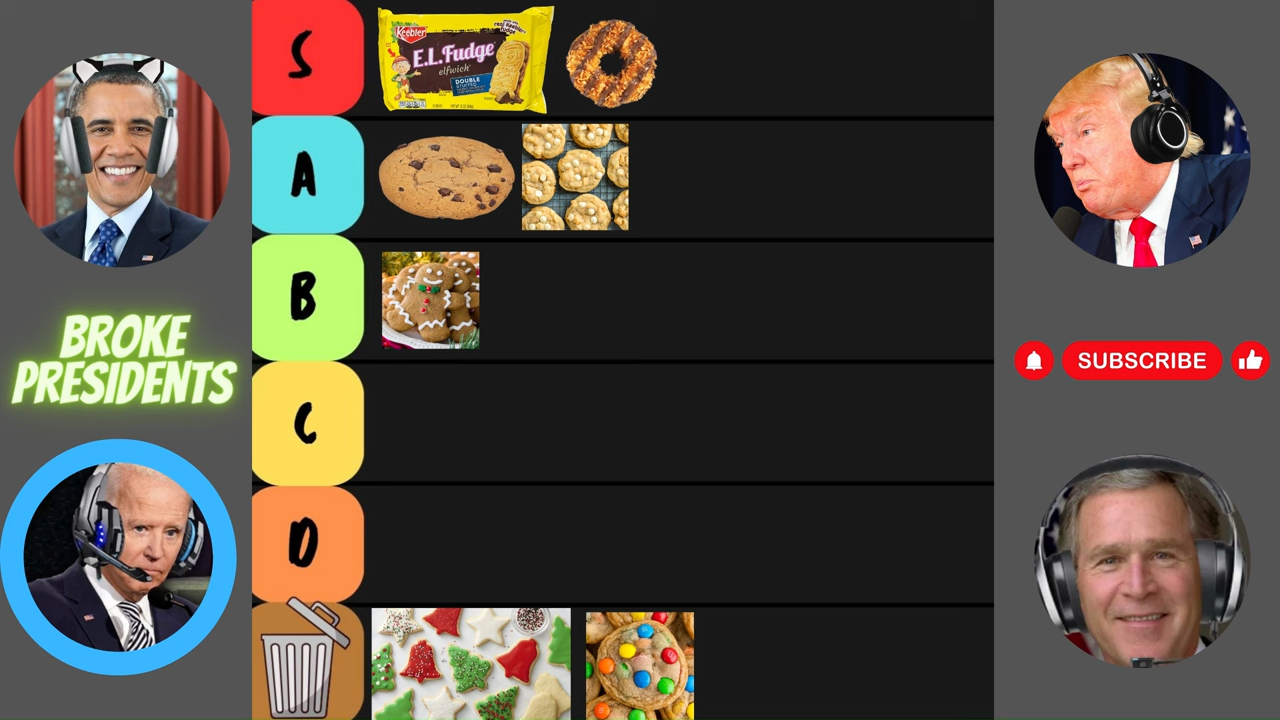 S
Keebler
E.L.Fudge
elfwich
DOUBLE
STUFFED
A
B
BROKE
PRESIDENTS
SUBSCRIBE
C
D